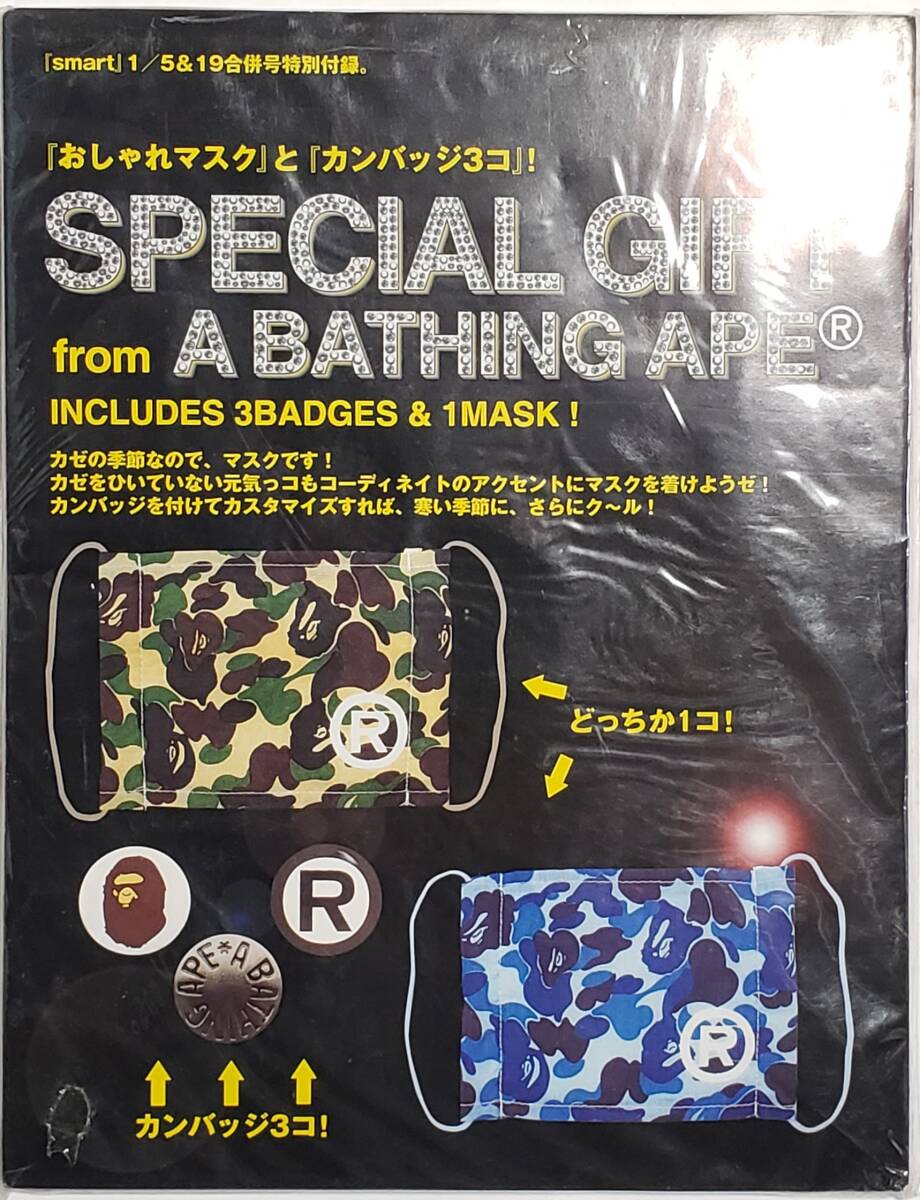 『smart』1／5&19合併号特別付録。
『おしゃれマスク』と『カンバッジ3コ』！
SPECIAL GIFT
from A BATHING APE®
INCLUDES 3BADGES & 1MASK !
カゼの季節なので、マスクです！
カゼをひいていない元気っコもコーディネイトのアクセントにマスクを着けようゼ！
カンバッジを付けてカスタマイズすれば、寒い季節に、さらにク～ル！
R
どっちか1コ！
R
APE*A BATHING
R
カンバッジ3コ！